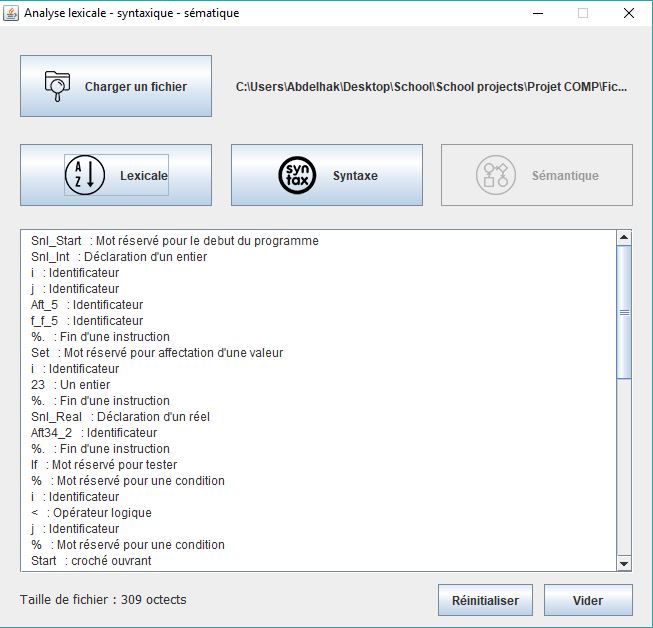 Analyse lexicale - syntaxique - sématique
Charger un fichier
C:\Users\Abdelhak\Desktop\School\School projects\Projet COMP\Fic...
A Z Lexicale
syn tax Syntaxe
Sémantique
Snl_Start : Mot réservé pour le debut du programme
Snl_Int : Déclaration d'un entier
i : Identificateur
j : Identificateur
Aft_5 : Identificateur
f_f_5 : Identificateur
%. : Fin d'une instruction
Set : Mot réservé pour affectation d'une valeur
i : Identificateur
23 : Un entier
%. : Fin d'une instruction
Snl_Real : Déclaration d'un réel
Aft34_2 : Identificateur
%. : Fin d'une instruction
If : Mot réservé pour tester
% : Mot réservé pour une condition
i : Identificateur
< : Opérateur logique
j : Identificateur
% : Mot réservé pour une condition
Start : croché ouvrant
Taille de fichier : 309 octects
Réinitialiser
Vider